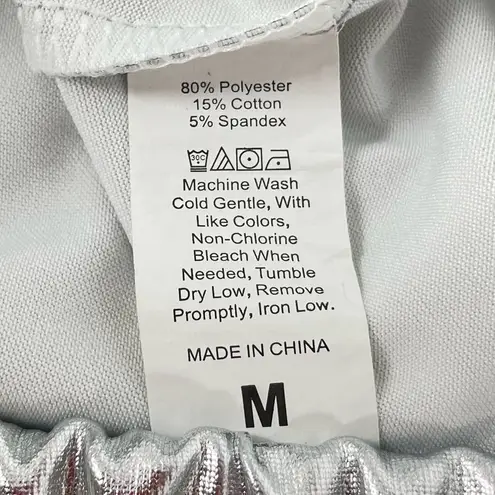 80% Polyester
15% Cotton
5% Spandex
30C
Machine Wash
Cold Gentle, With
Like Colors,
Non-Chlorine
Bleach When
Needed, Tumble
Dry Low, Remove
Promptly, Iron Low.
MADE IN CHINA
M